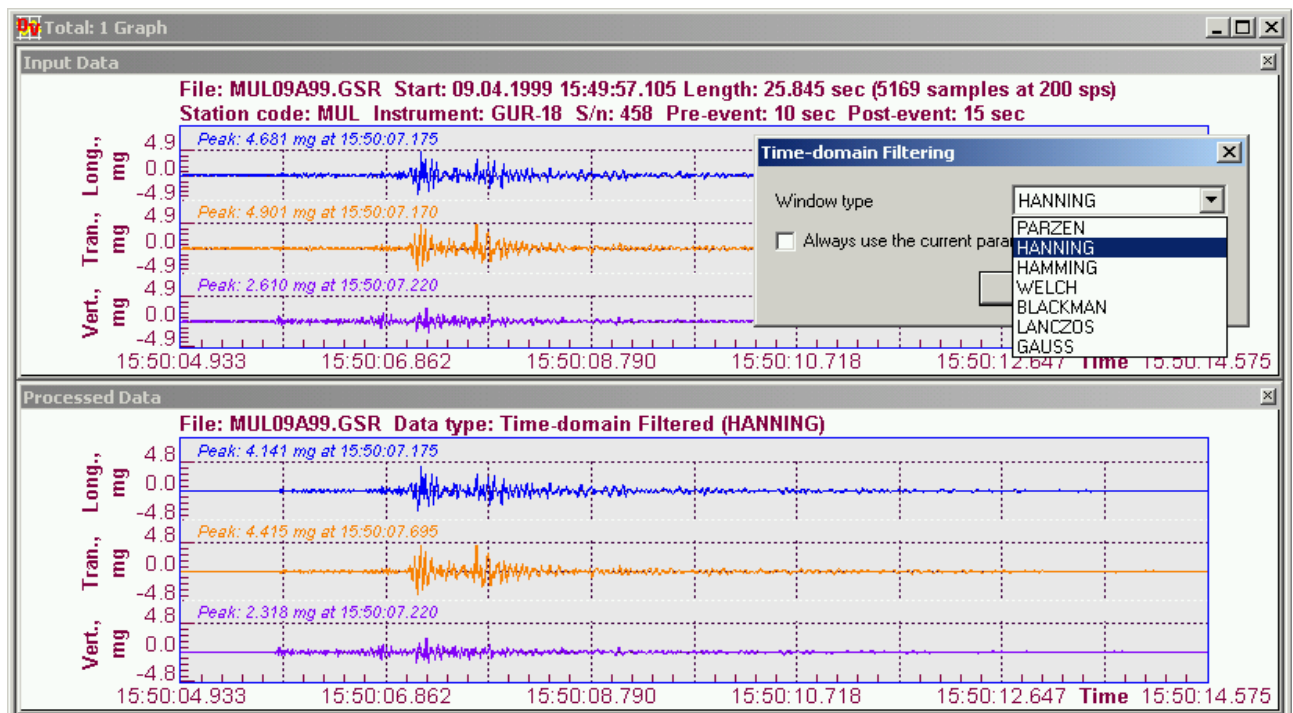 Total: 1 Graph
Input Data
File: MUL09A99.GSR Start: 09.04.1999 15:49:57.105 Length: 25.845 sec (5169 samples at 200 sps)
Station code: MUL Instrument: GUR-18 S/n: 458 Pre-event: 10 sec Post-event: 15 sec
Long., mg
4.9
0.0
-4.9
Peak: 4.681 mg at 15:50:07.175
Tran., mg
4.9
0.0
-4.9
Peak: 4.901 mg at 15:50:07.170
Vert., mg
4.9
0.0
-4.9
Peak: 2.610 mg at 15:50:07.220
15:50:04.933 15:50:06.862 15:50:08.790 15:50:10.718 15:50:12.647 Time 15:50:14.575
Time-domain Filtering
Window type HANNING
Always use the current para
PARZEN
HANNING
HAMMING
WELCH
BLACKMAN
LANCZOS
GAUSS
Processed Data
File: MUL09A99.GSR Data type: Time-domain Filtered (HANNING)
Long., mg
4.8
0.0
-4.8
Peak: 4.141 mg at 15:50:07.175
Tran., mg
4.8
0.0
-4.8
Peak: 4.415 mg at 15:50:07.695
Vert., mg
4.8
0.0
-4.8
Peak: 2.318 mg at 15:50:07.220
15:50:04.933 15:50:06.862 15:50:08.790 15:50:10.718 15:50:12.647 Time 15:50:14.575